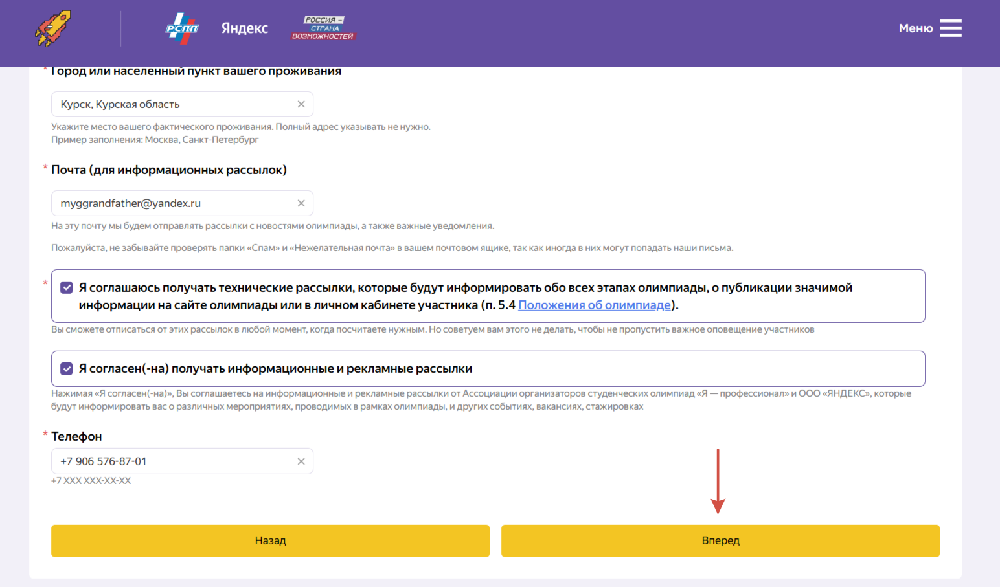 РСПП
Яндекс
РОССИЯ –
СТРАНА
ВОЗМОЖНОСТЕЙ
Меню
* Город или населенный пункт вашего проживания
Курск, Курская область
Укажите место вашего фактического проживания. Полный адрес указывать не нужно.
Пример заполнения: Москва, Санкт-Петербург
* Почта (для информационных рассылок)
myggrandfather@yandex.ru
На эту почту мы будем отправлять рассылки с новостями олимпиады, а также важные уведомления.
Пожалуйста, не забывайте проверять папки «Спам» и «Нежелательная почта» в вашем почтовом ящике, так как иногда в них могут попадать наши письма.
* Я соглашаюсь получать технические рассылки, которые будут информировать обо всех этапах олимпиады, о публикации значимой
информации на сайте олимпиады или в личном кабинете участника (п. 5.4 Положения об олимпиаде).
Вы сможете отписаться от этих рассылок в любой момент, когда посчитаете нужным. Но советуем вам этого не делать, чтобы не пропустить важное оповещение участников
Я согласен(-на) получать информационные и рекламные рассылки
Нажимая «Я согласен(-на)», Вы соглашаетесь на информационные и рекламные рассылки от Ассоциации организаторов студенческих олимпиад «Я — профессионал» и ООО «ЯНДЕКС», которые
будут информировать вас о различных мероприятиях, проводимых в рамках олимпиады, и других событиях, вакансиях, стажировках
* Телефон
+7 906 576-87-01
+7 XXX XXX-XX-XX
Назад
Вперед